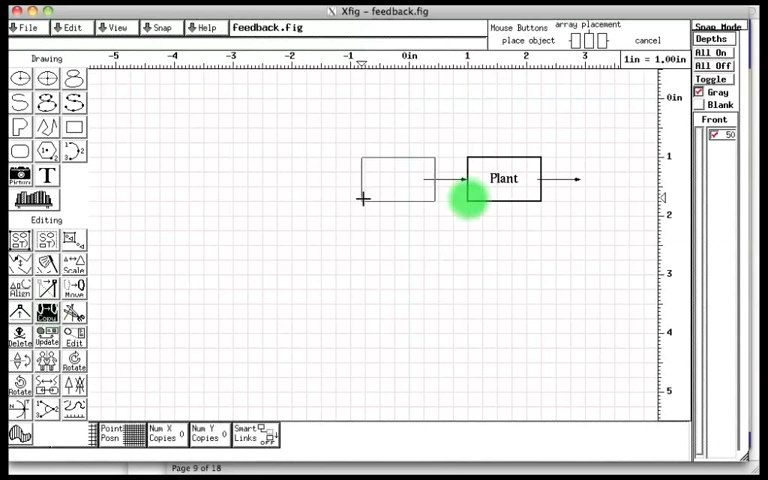 Xfig - feedback.fig
File
Edit
View
Snap
Help
feedback.fig
Mouse Buttons
array placement
place object
cancel
Snap Mode
Depths
All On
All Off
Toggle
Gray
Blank
Front
50
Drawing
-5
-4
-3
-2
-1
0in
1
2
3
1in = 1.00in
0in
1
2
3
4
5
Plant
Picture
T
Editing
Scale
Align
Move
Copy
Delete
Update
Edit
Rotate
Rotate
Point
Posn
Num X
Copies 0
Num Y
Copies 0
Smart
Links
OFF
Page 9 of 18